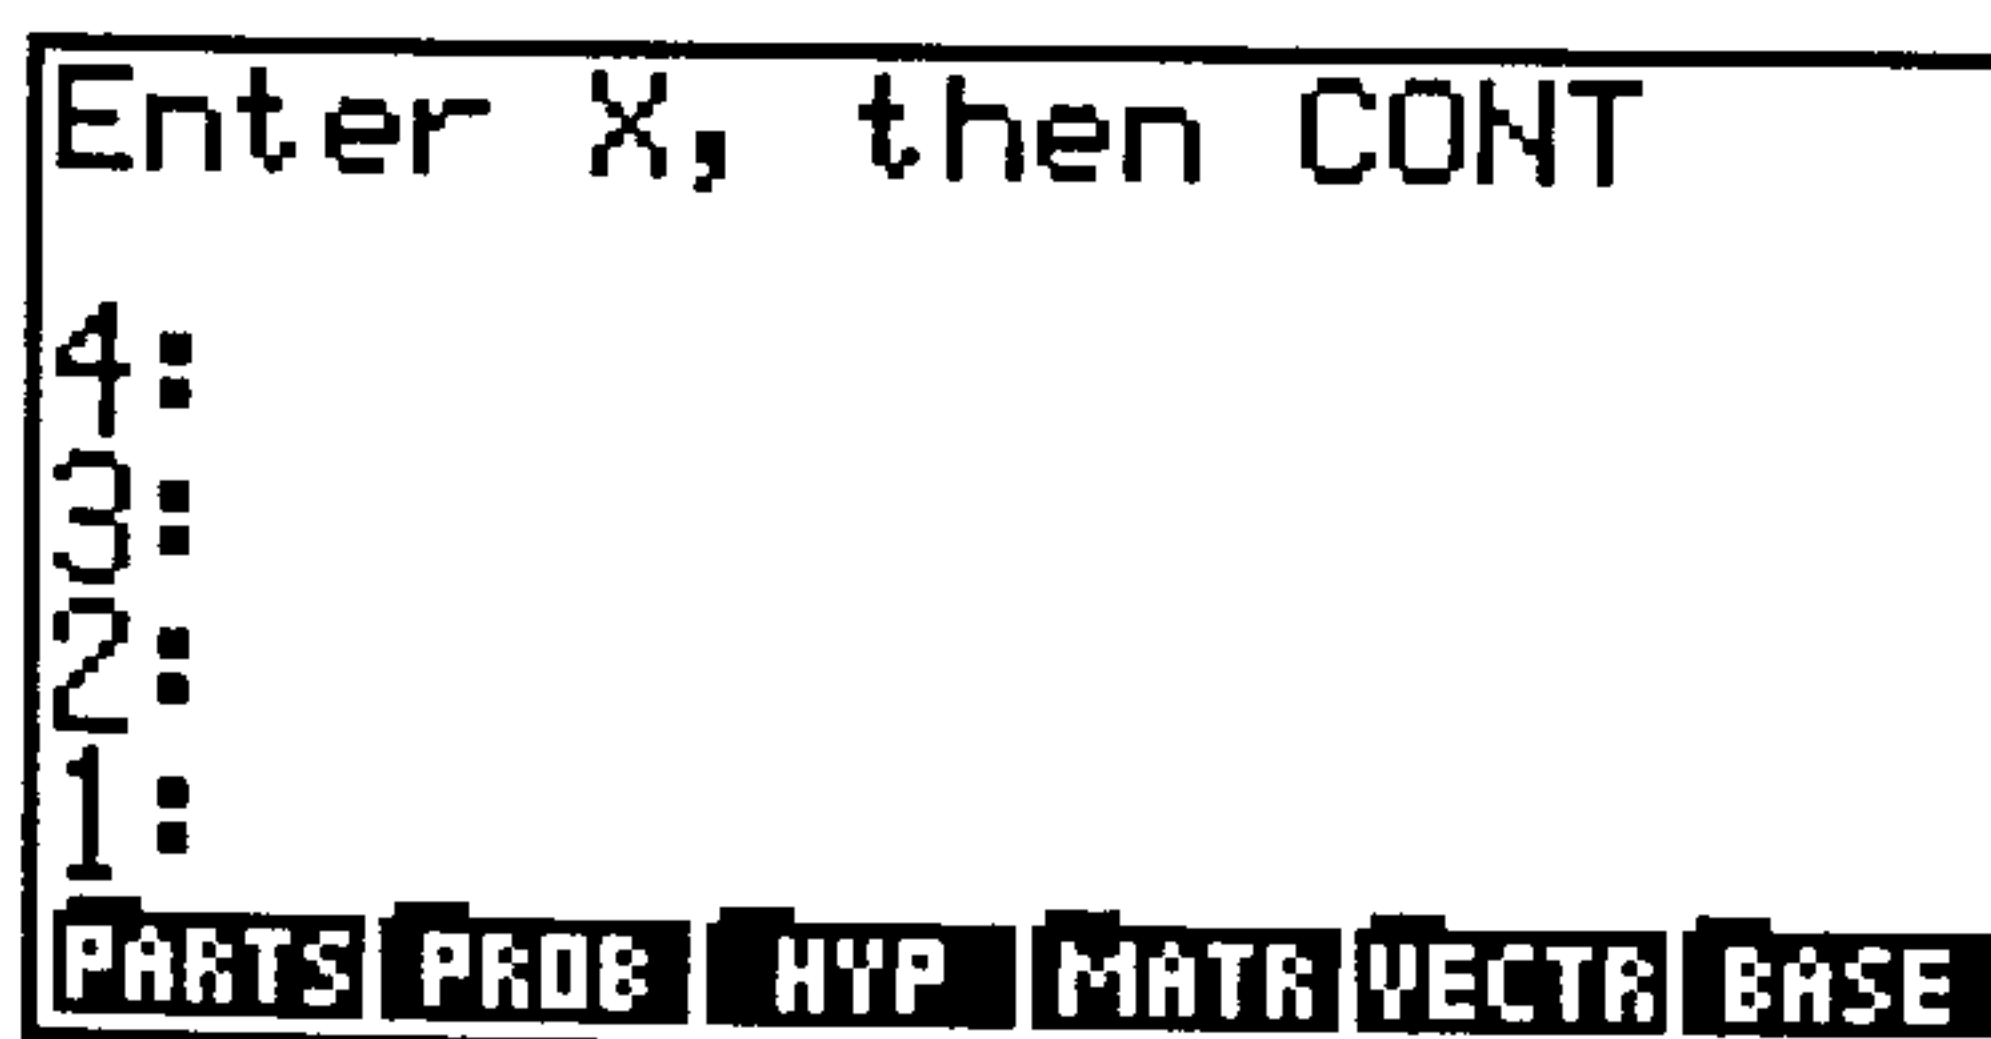 Enter X, then CONT
4:
3:
2:
1:
PARTS PROB HYP MATR VECTR BASE